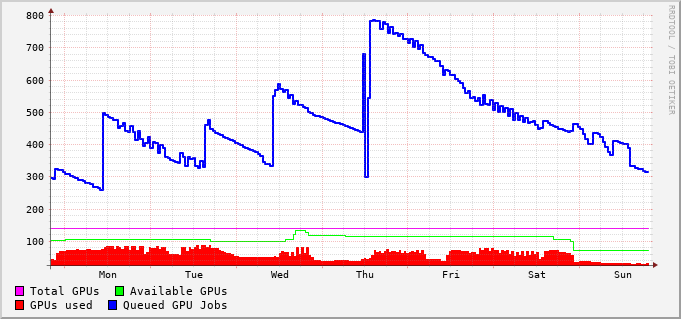 800
700
600
500
400
300
200
100
Mon Tue Wed Thu Fri Sat Sun
Total GPUs Available GPUs
GPUs used Queued GPU Jobs
RRDTOOL / TOBI OETIKER